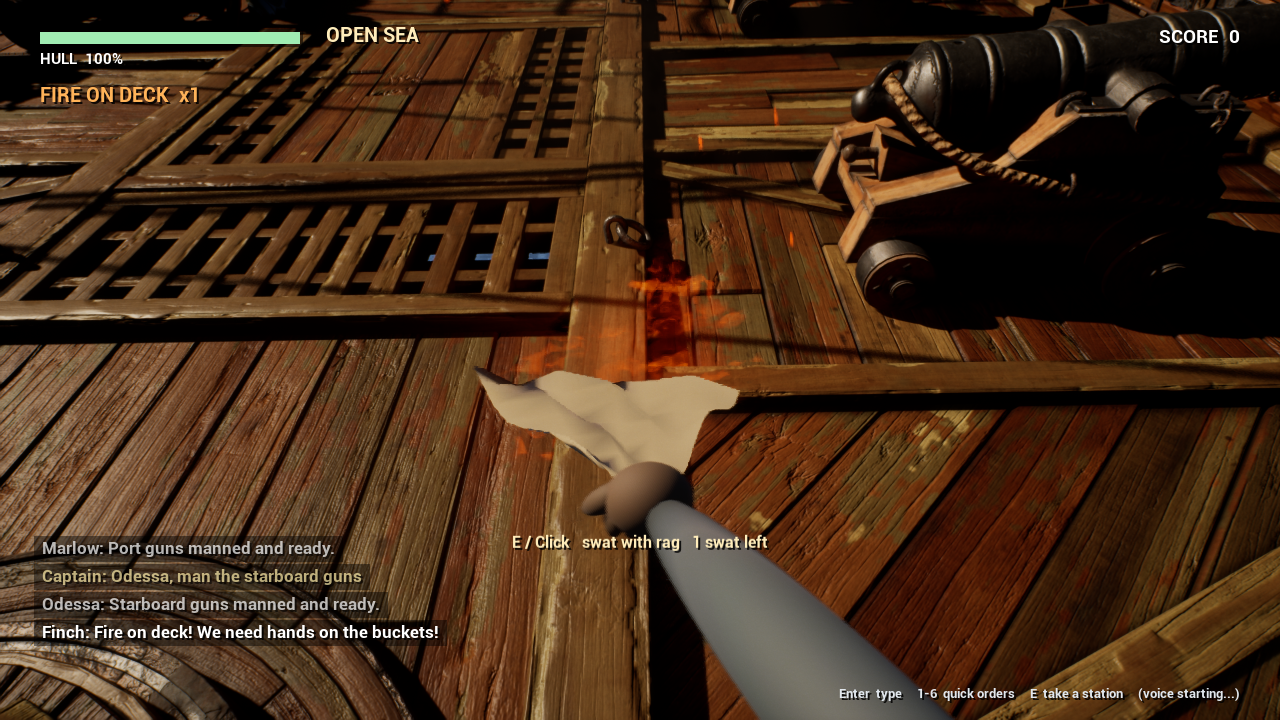 OPEN SEA
SCORE 0
HULL 100%
FIRE ON DECK x1
E / Click swat with rag 1 swat left
Marlow: Port guns manned and ready.
Captain: Odessa, man the starboard guns
Odessa: Starboard guns manned and ready.
Finch: Fire on deck! We need hands on the buckets!
Enter type 1-6 quick orders E take a station (voice starting...)